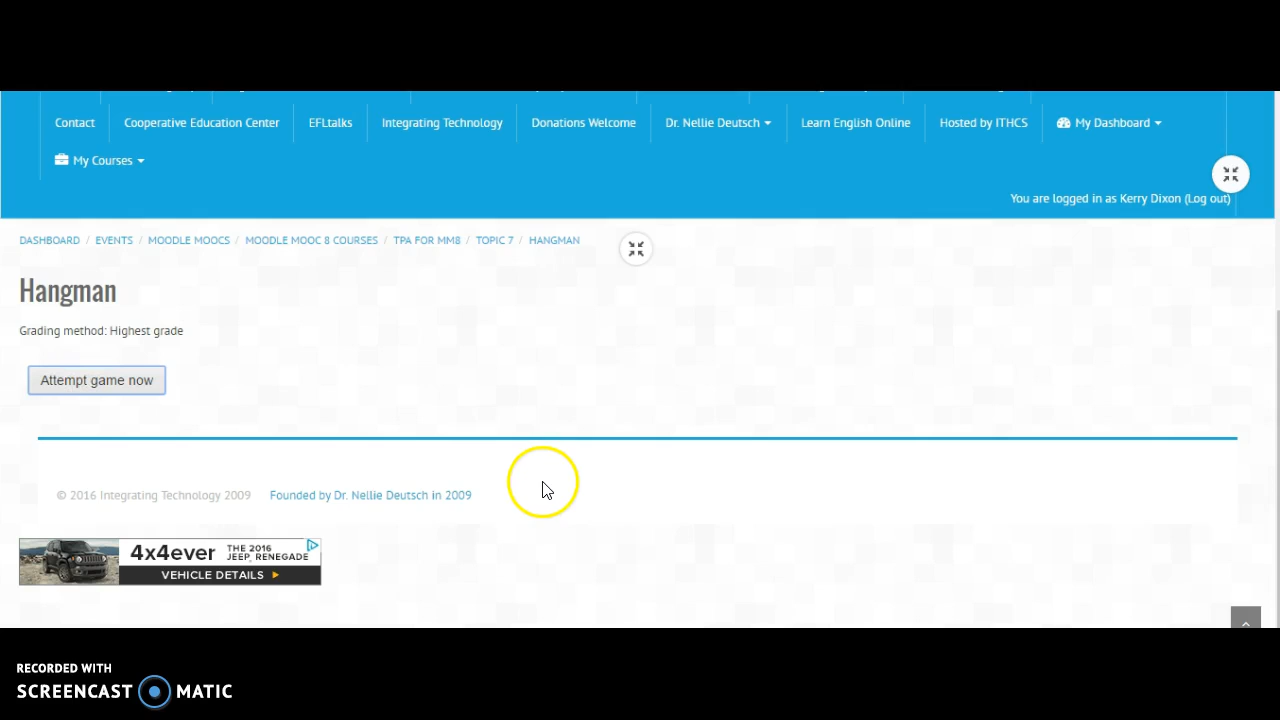 Contact Cooperative Education Center EFLtalks Integrating Technology Donations Welcome Dr. Nellie Deutsch Learn English Online Hosted by ITHCS My Dashboard
My Courses
You are logged in as Kerry Dixon (Log out)
DASHBOARD / EVENTS / MOODLE MOOCS / MOODLE MOOC 8 COURSES / TPA FOR MM8 / TOPIC 7 / HANGMAN
Hangman
Grading method: Highest grade
Attempt game now
© 2016 Integrating Technology 2009 Founded by Dr. Nellie Deutsch in 2009
4x4ever THE 2016
JEEP RENEGADE
VEHICLE DETAILS
RECORDED WITH
SCREENCAST MATIC